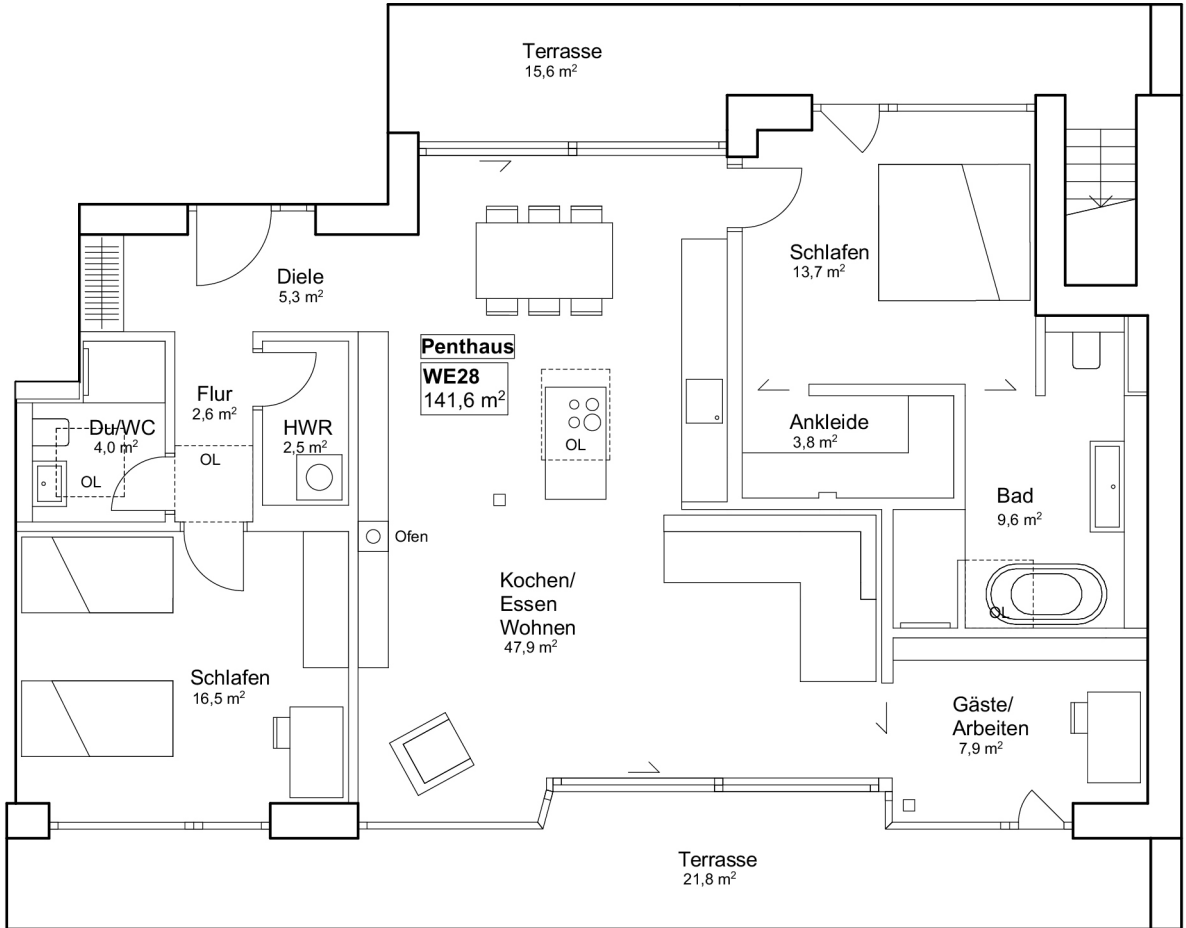 Terrasse
15,6 m²
Schlafen
13,7 m²
Diele
5,3 m²
Penthaus
WE28
141,6 m²
Flur
2,6 m²
Du/WC
4,0 m²
HWR
2,5 m²
OL
OL
OL
Ankleide
3,8 m²
Bad
9,6 m²
OL
Ofen
Kochen/
Essen
Wohnen
47,9 m²
Schlafen
16,5 m²
Gäste/
Arbeiten
7,9 m²
Terrasse
21,8 m²